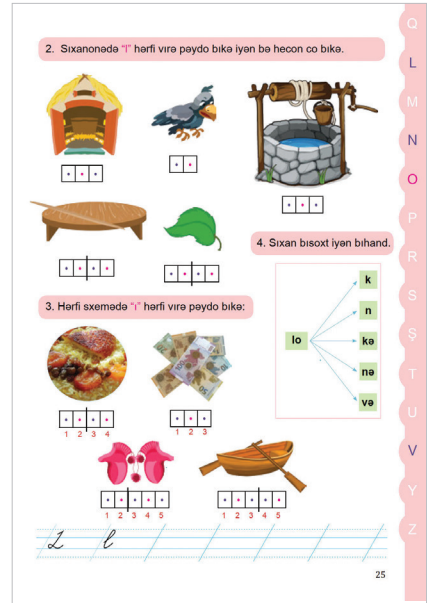 2. Sıxanonədə “l” hərfi vırə pəydo bıkə iyən bə hecon co bıkə.
4. Sıxan bısoxt iyən bıhand.
lo
k
n
kə
nə
və
3. Hərfi sxemədə “ı” hərfi vırə pəydo bıkə:
1 2 3 4
1 2 3
1 2 3 4 5
1 2 3 4 5
L l
25
Q
L
M
N
O
P
R
S
Ş
T
U
V
Y
Z